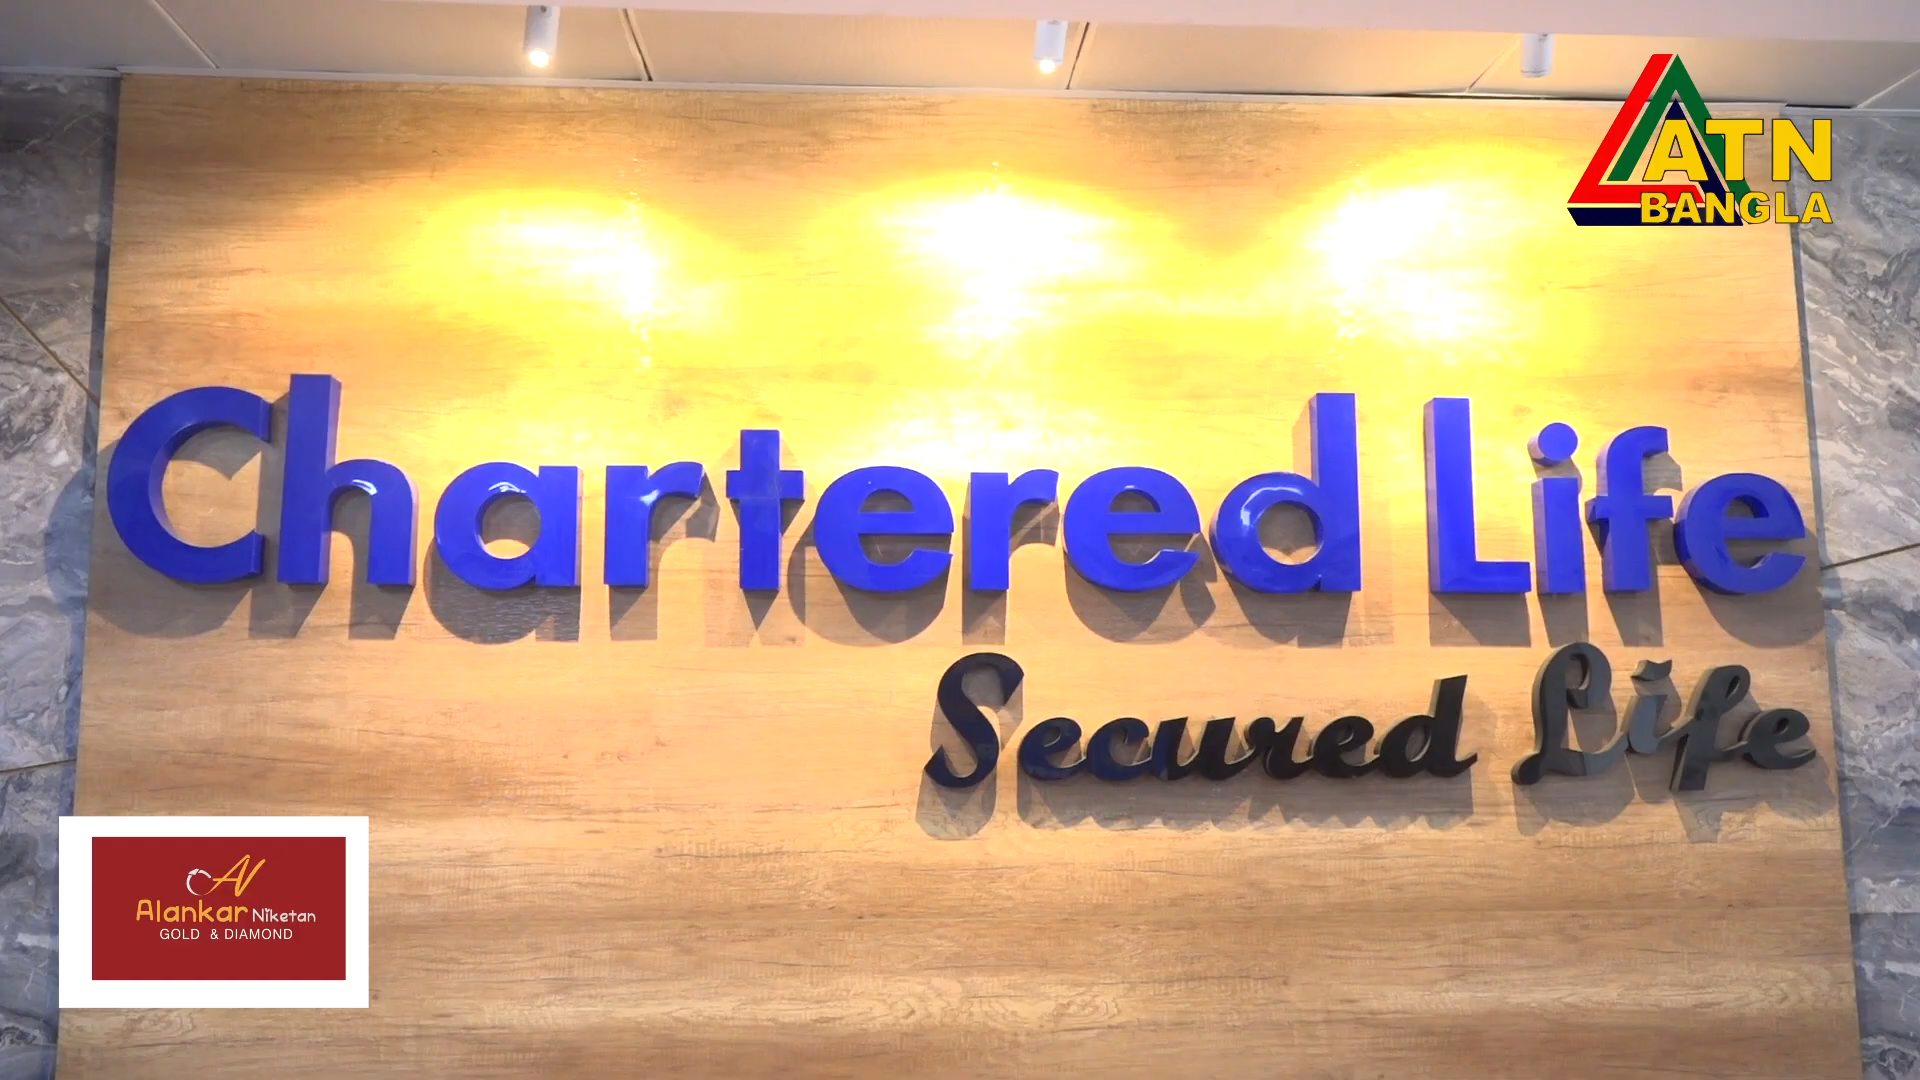 ATN
BANGLA
Chartered Life
Secured Life
Alankar Niketan
GOLD & DIAMOND